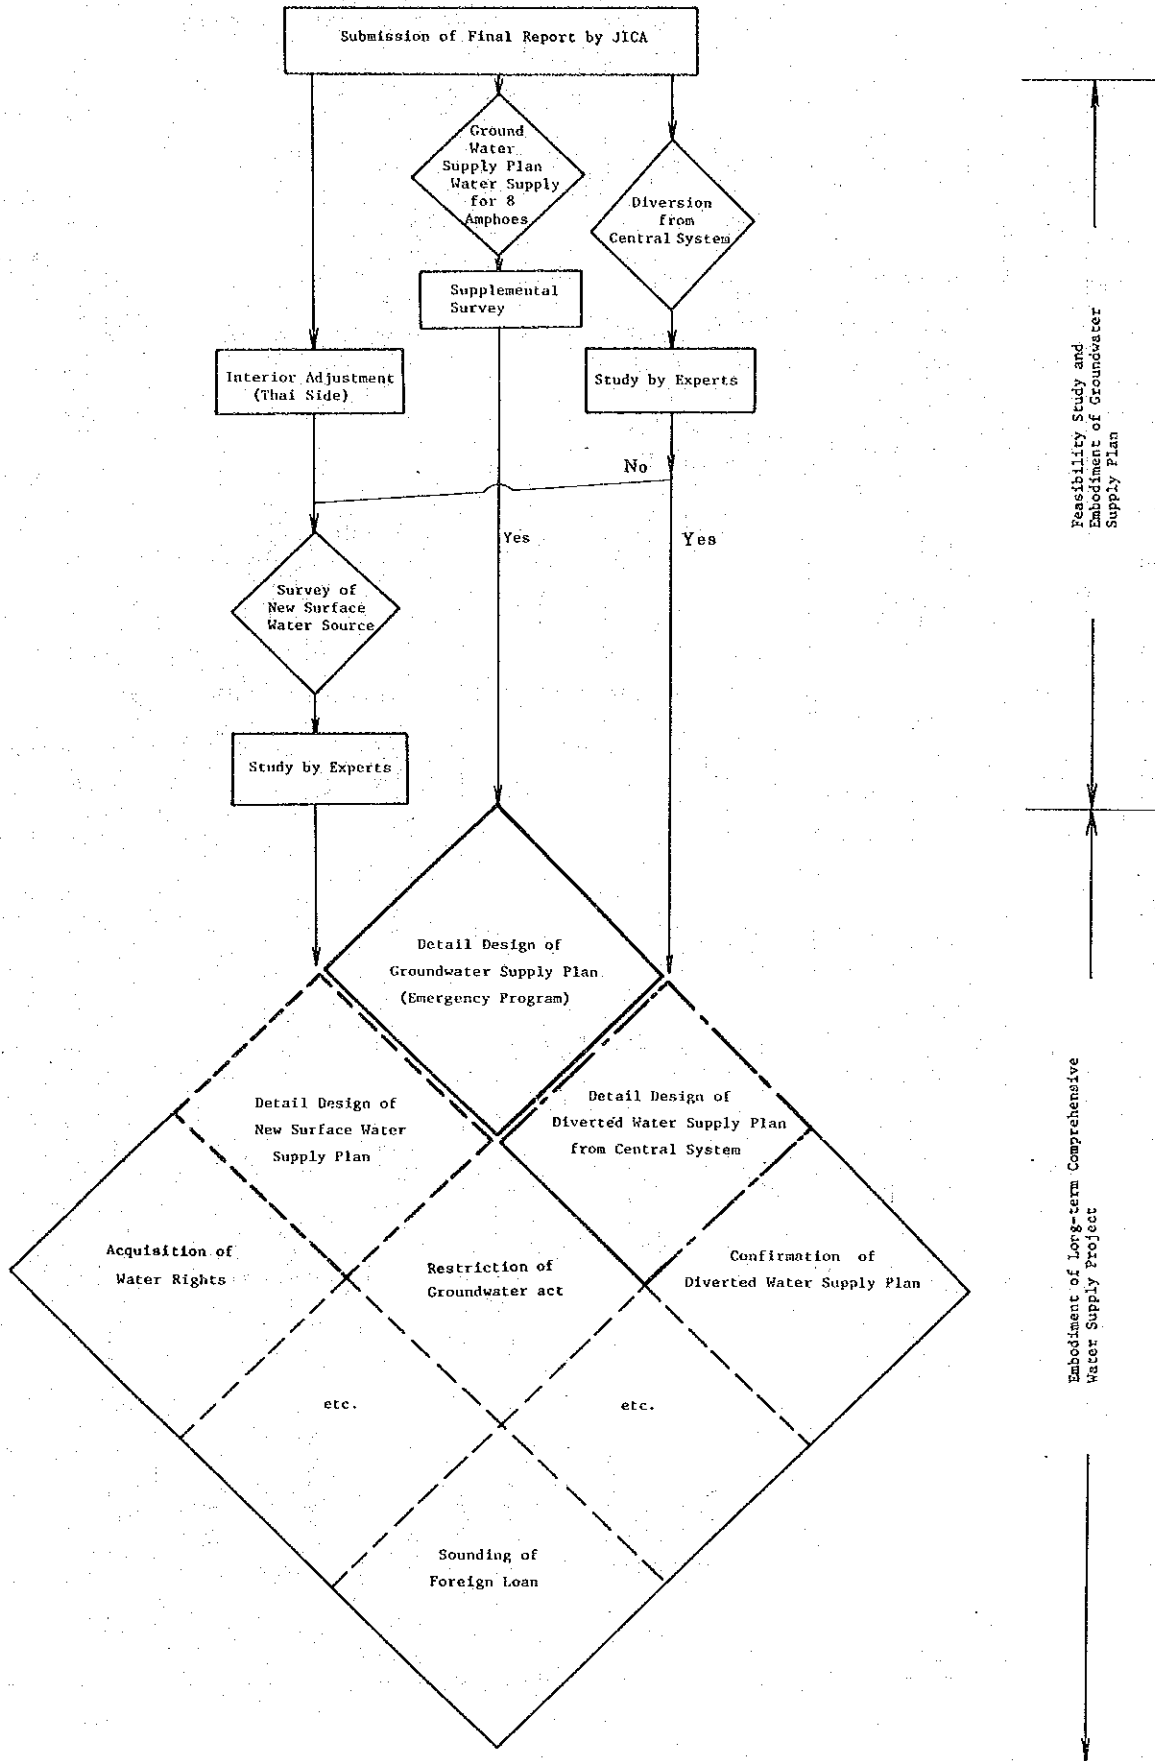 Submission of Final Report by JICA
Ground
Water
Supply Plan
Water Supply
for 8
Amphoes
Diversion
from
Central System
Supplemental
Survey
Interior Adjustment
(Thai Side)
Study by Experts
No
Yes
Yes
Survey of
New Surface
Water Source
Study by Experts
Detail Design of
Groundwater Supply Plan
(Emergency Program)
Detail Design of
New Surface Water
Supply Plan
Detail Design of
Diverted Water Supply Plan
from Central System
Acquisition of
Water Rights
Restriction of
Groundwater act
Confirmation of
Diverted Water Supply Plan
etc.
etc.
Sounding of
Foreign Loan
Feasibility Study and
Embodiment of Groundwater
Supply Plan
Embodiment of Long-term Comprehensive
Water Supply Project